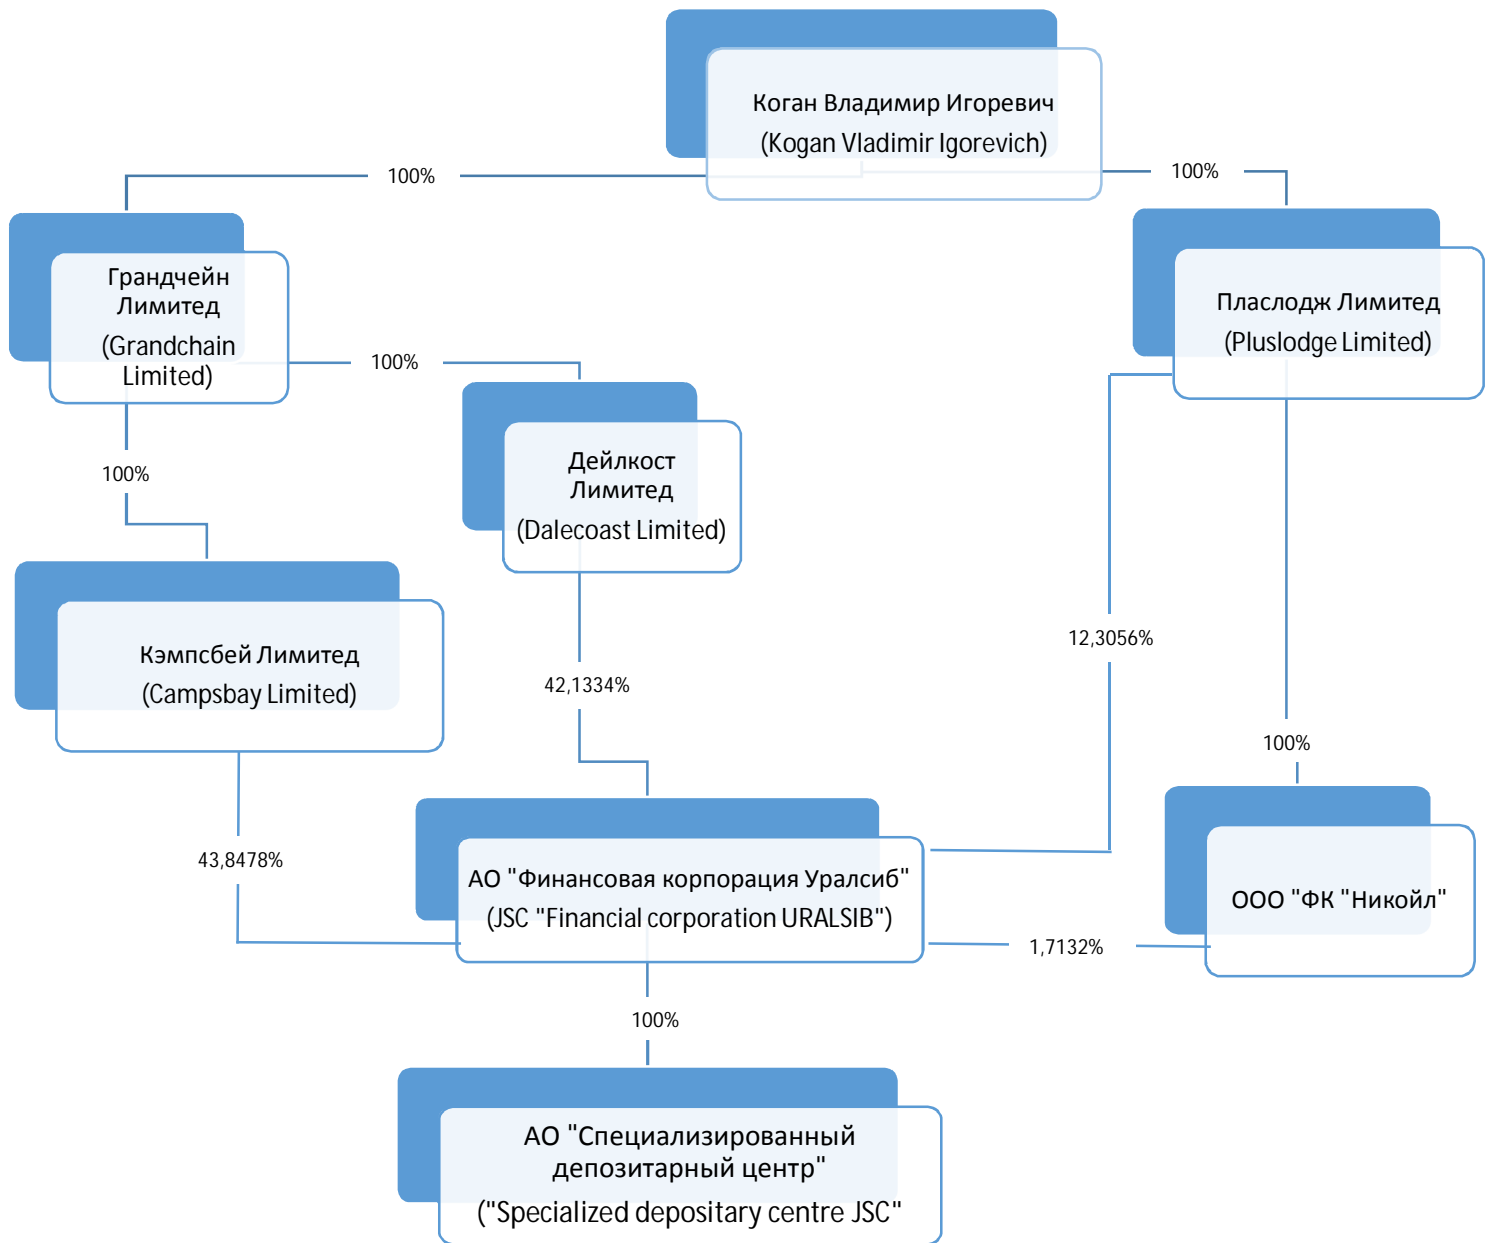 Коган Владимир Игоревич
(Kogan Vladimir Igorevich)
100%
100%
Грандчейн
Лимитед
(Grandchain
Limited)
Пласлодж Лимитед
(Pluslodge Limited)
100%
Дейлкост
Лимитед
(Dalecoast Limited)
100%
Кэмпсбей Лимитед
(Campsbay Limited)
12,3056%
42,1334%
100%
43,8478%
АО "Финансовая корпорация Уралсиб"
(JSC "Financial corporation URALSIB")
ООО "ФК "Никойл"
1,7132%
100%
АО "Специализированный
депозитарный центр"
("Specialized depositary centre JSC"